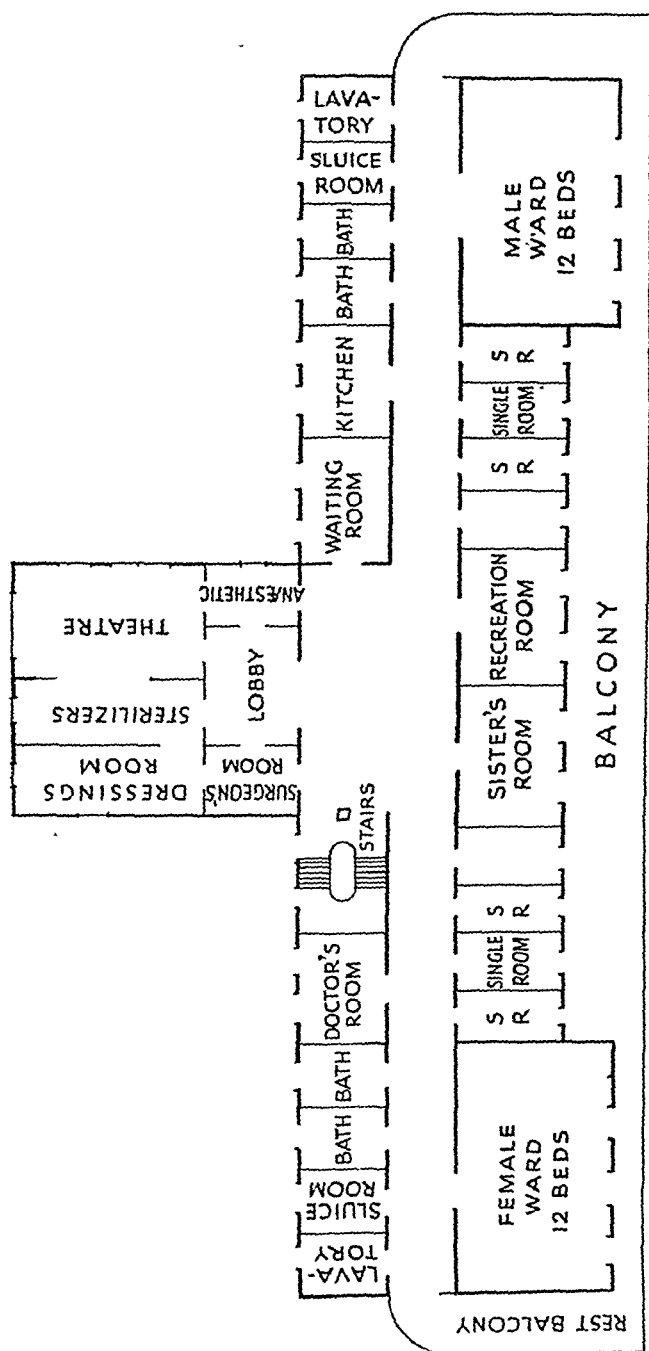 LAVA-
TORY
SLUICE
ROOM
BATH
BATH
KITCHEN
WAITING
ROOM
MALE
WARD
12 BEDS
S
R
SINGLE
ROOM
S
R
RECREATION
ROOM
SISTER'S
ROOM
BALCONY
THEATRE
ANÆSTHETIC
STERILIZERS
LOBBY
DRESSINGS
ROOM
SURGEON'S
ROOM
STAIRS
DOCTOR'S
ROOM
BATH
BATH
SLUICE
ROOM
LAVA-
TORY
S
R
SINGLE
ROOM
S
R
FEMALE
WARD
12 BEDS
REST BALCONY